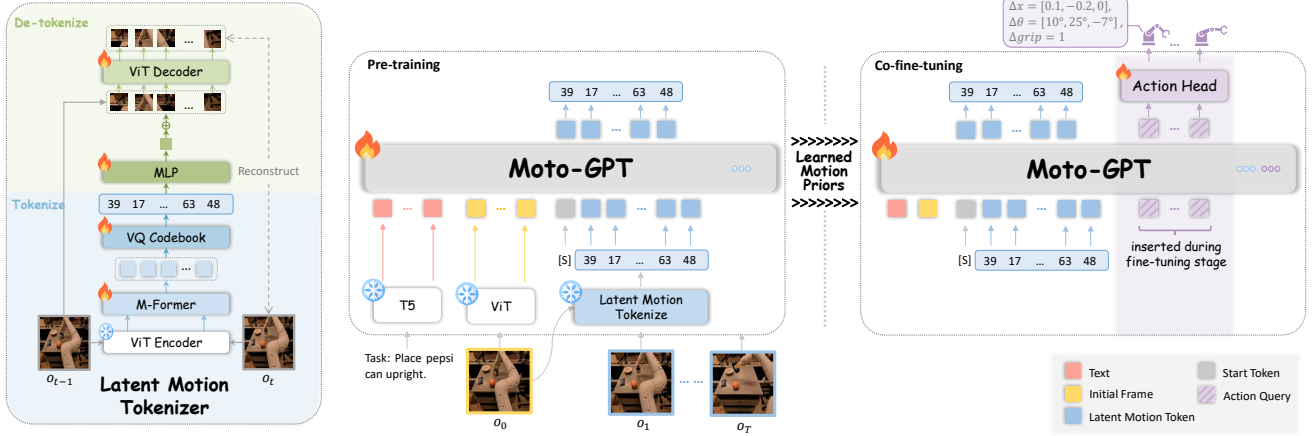 De-tokenize
...
ViT Decoder
...
MLP
Reconstruct
Tokenize
39 17 ... 63 48
VQ Codebook
...
M-Former
ViT Encoder
o_{t-1}
o_t
Latent Motion
Tokenizer
Pre-training
39 17 ... 63 48
...
Moto-GPT
... ... ...
[S] 39 17 ... 63 48
T5
ViT
Latent Motion
Tokenize
Task: Place pepsi
can upright.
o_0
o_1
... ...
o_T
>>>>>>>
Learned
Motion
Priors
>>>>>>>
Co-fine-tuning
Δx = [0.1, −0.2, 0],
Δθ = [10°, 25°, −7°] ,
Δgrip = 1
...
Action Head
39 17 ... 63 48
... ...
Moto-GPT
... ...
[S] 39 17 ... 63 48
inserted during
fine-tuning stage
Text
Start Token
Initial Frame
Action Query
Latent Motion Token